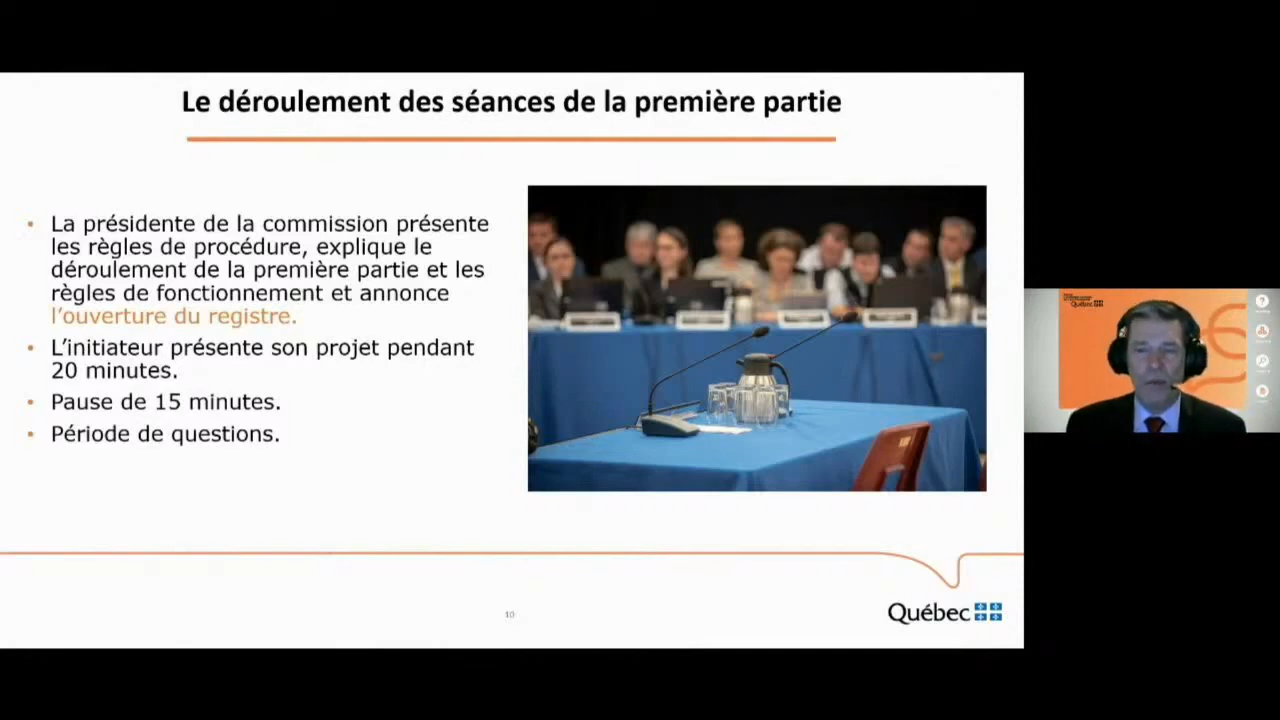 Le déroulement des séances de la première partie
• La présidente de la commission présente
les règles de procédure, explique le
déroulement de la première partie et les
règles de fonctionnement et annonce
l’ouverture du registre.
• L’initiateur présente son projet pendant
20 minutes.
• Pause de 15 minutes.
• Période de questions.
10
Québec
Québec